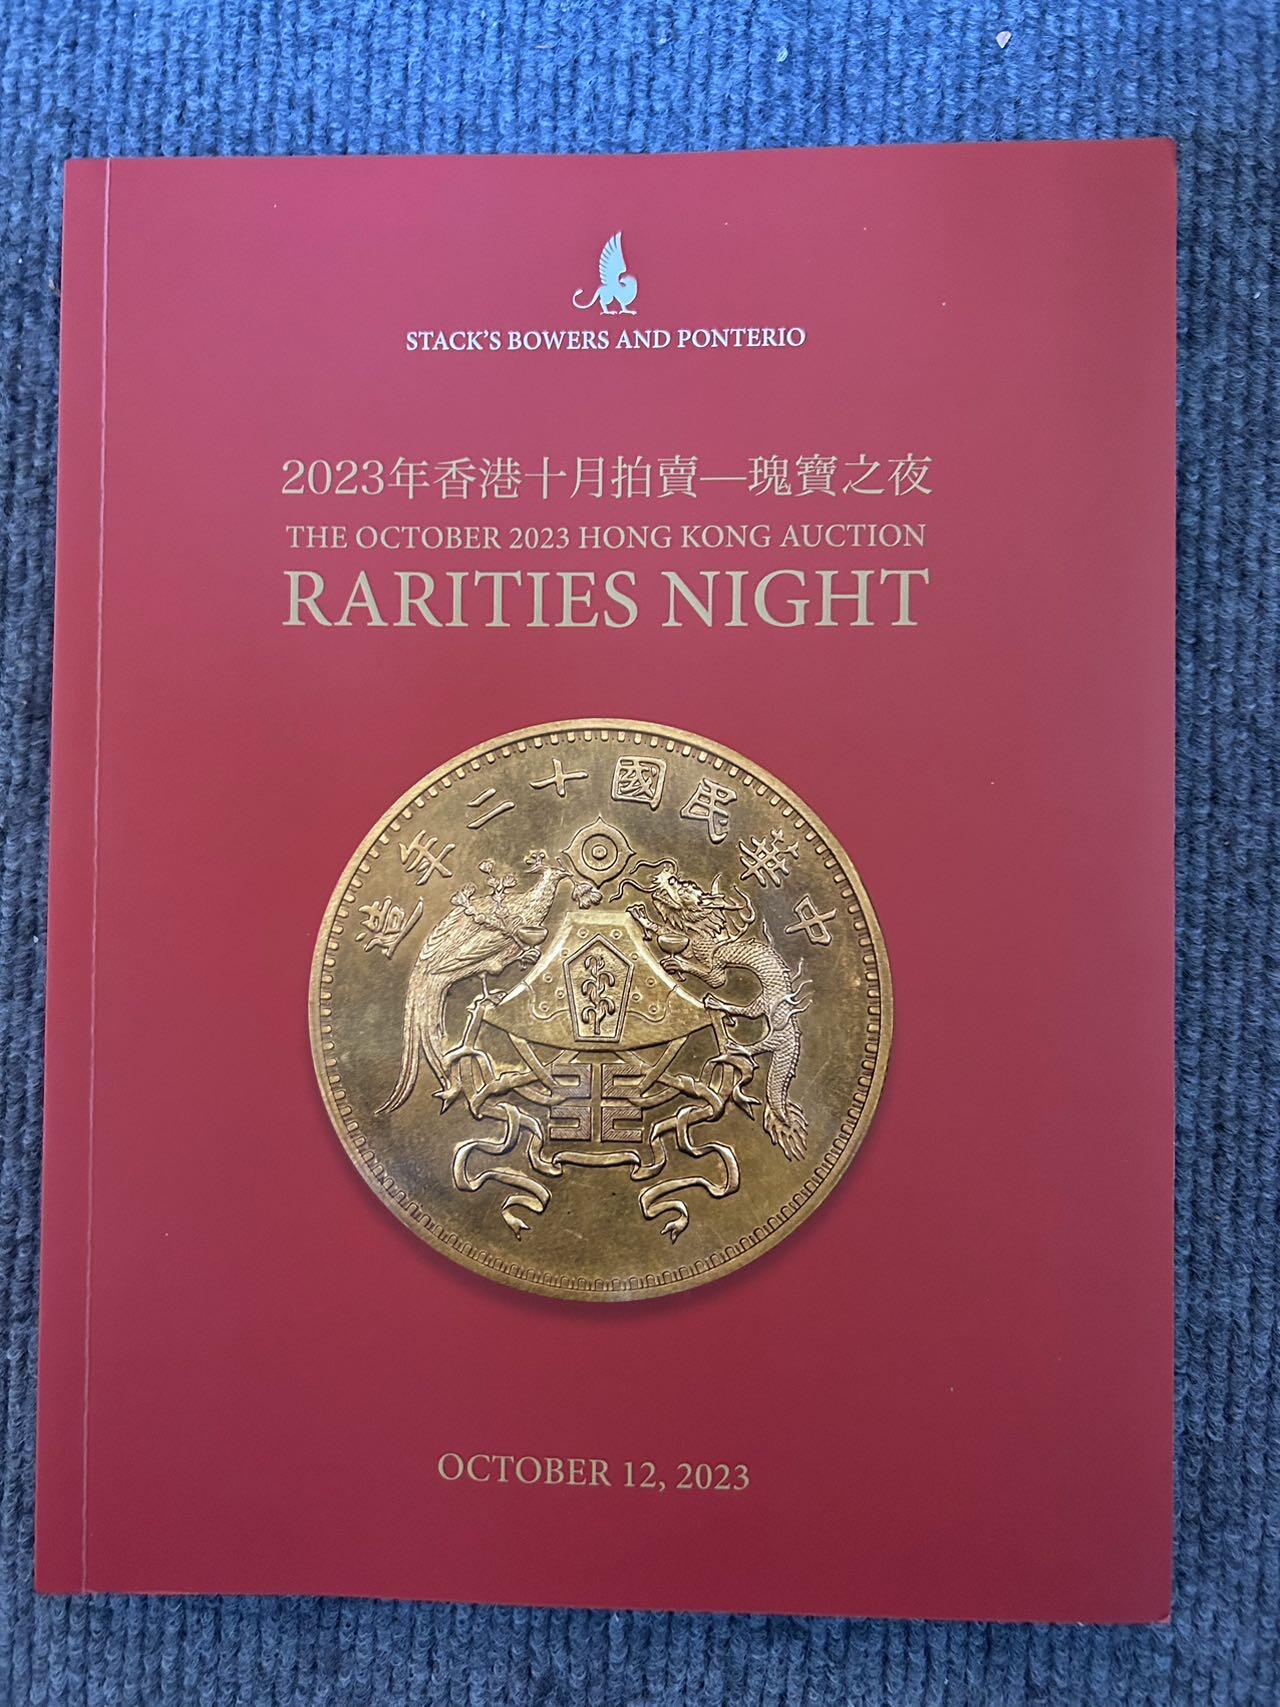 STACK'S BOWERS AND PONTERIO
2023年香港十月拍賣—瑰寶之夜
THE OCTOBER 2023 HONG KONG AUCTION
RARITIES NIGHT
中華民國十二年造
OCTOBER 12, 2023